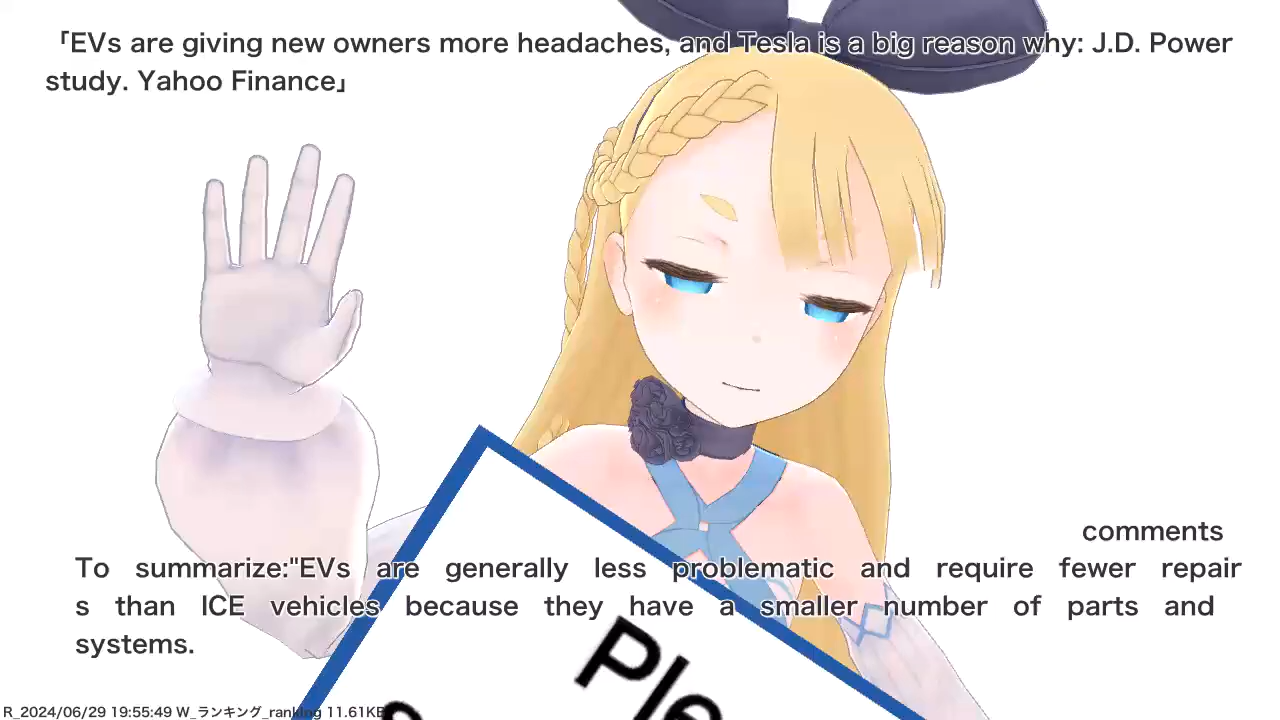 「EVs are giving new owners more headaches, and Tesla is a big reason why: J.D. Power
study. Yahoo Finance」
comments
To summarize:"EVs are generally less problematic and require fewer repair
s than ICE vehicles because they have a smaller number of parts and
systems.
Ple
R_2024/06/29 19:55:49 W_ランキング_ranking 11.61KB